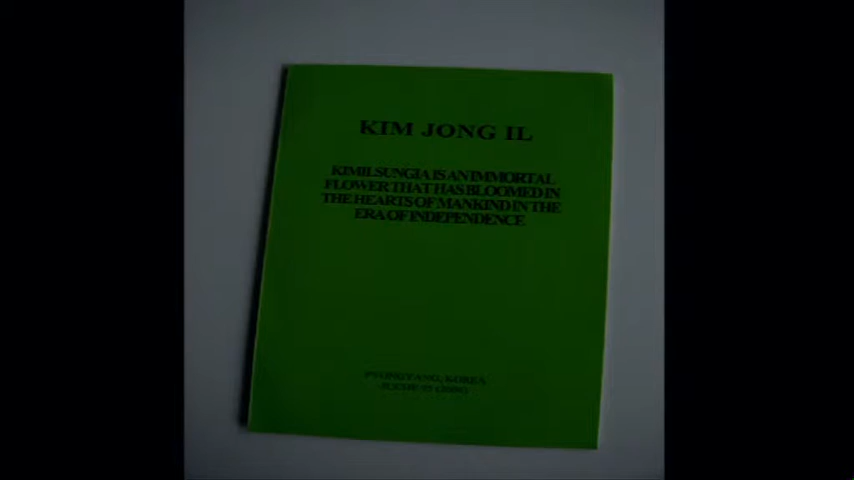 KIM JONG IL
KIMILSUNGIA IS AN IMMORTAL
FLOWER THAT HAS BLOOMED IN
THE HEARTS OF MANKIND IN THE
ERA OF INDEPENDENCE
PYONGYANG, KOREA
JUCHE